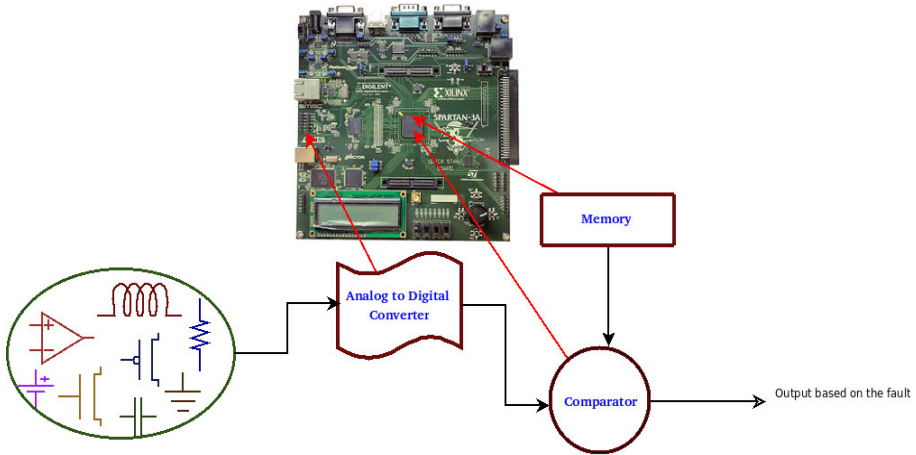 DIGILENT
XILINX
SPARTAN-3A
Memory
Analog to Digital
Converter
Comparator
Output based on the fault